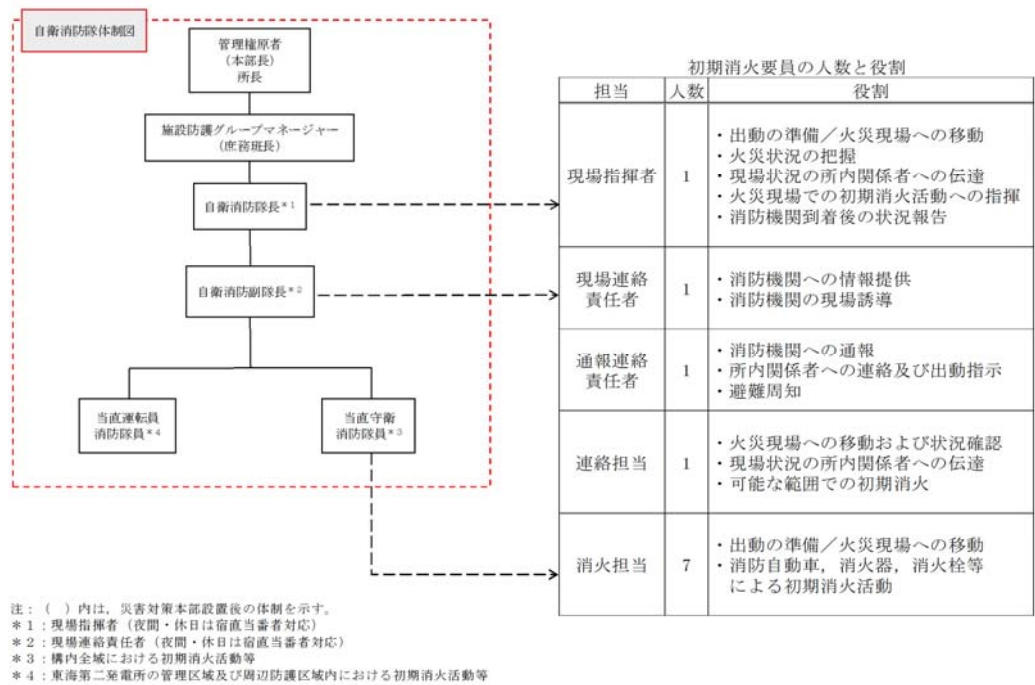 自衛消防隊体制図
管理権原者
(本部長)
所長
施設防護グループマネージャー
(庶務班長)
自衛消防隊長*1
自衛消防副隊長*2
当直運転員
消防隊員*4
当直守衛
消防隊員*3
初期消火要員の人数と役割
担当 人数 役割
現場指揮者 1
・出動の準備／火災現場への移動
・火災状況の把握
・現場状況の所内関係者への伝達
・火災現場での初期消火活動への指揮
・消防機関到着後の状況報告
現場連絡
責任者
1
・消防機関への情報提供
・消防機関の現場誘導
通報連絡
責任者
1
・消防機関への通報
・所内関係者への連絡及び出動指示
・避難周知
連絡担当 1
・火災現場への移動および状況確認
・現場状況の所内関係者への伝達
・可能な範囲での初期消火
消火担当 7
・出動の準備／火災現場への移動
・消防自動車，消火器，消火栓等
による初期消火活動
注：（　）内は，災害対策本部設置後の体制を示す。
＊1：現場指揮者（夜間・休日は宿直当番者対応）
＊2：現場連絡責任者（夜間・休日は宿直当番者対応）
＊3：構内全域における初期消火活動等
＊4：東海第二発電所の管理区域及び周辺防護区域内における初期消火活動等